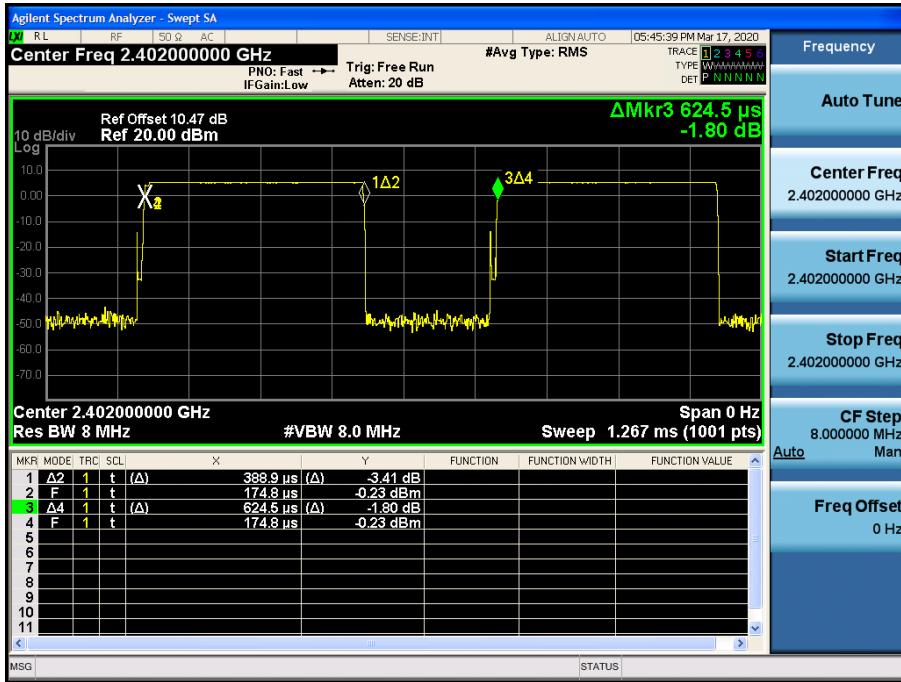 Agilent Spectrum Analyzer - Swept SA
LXI RL RF 50 Ω AC SENSE:INT ALIGN AUTO 05:45:39 PM Mar 17, 2020
Center Freq 2.402000000 GHz #Avg Type: RMS TRACE 1 2 3 4 5 6
PNO: Fast Trig: Free Run TYPE
IFGain:Low Atten: 20 dB DET P N N N N N
ΔMkr3 624.5 µs
-1.80 dB
Ref Offset 10.47 dB
10 dB/div Ref 20.00 dBm
Log
10.0
0.00
-10.0
-20.0
-30.0
-40.0
-50.0
-60.0
-70.0
1Δ2
3Δ4
Center 2.402000000 GHz Span 0 Hz
Res BW 8 MHz #VBW 8.0 MHz Sweep 1.267 ms (1001 pts)
MKR MODE TRC SCL X Y FUNCTION FUNCTION WIDTH FUNCTION VALUE
1 Δ2 1 t (Δ) 388.9 µs (Δ) -3.41 dB
2 F 1 t 174.8 µs -0.23 dBm
3 Δ4 1 t (Δ) 624.5 µs (Δ) -1.80 dB
4 F 1 t 174.8 µs -0.23 dBm
5
6
7
8
9
10
11
MSG STATUS
Frequency
Auto Tune
Center Freq
2.402000000 GHz
Start Freq
2.402000000 GHz
Stop Freq
2.402000000 GHz
CF Step
8.000000 MHz
Auto Man
Freq Offset
0 Hz